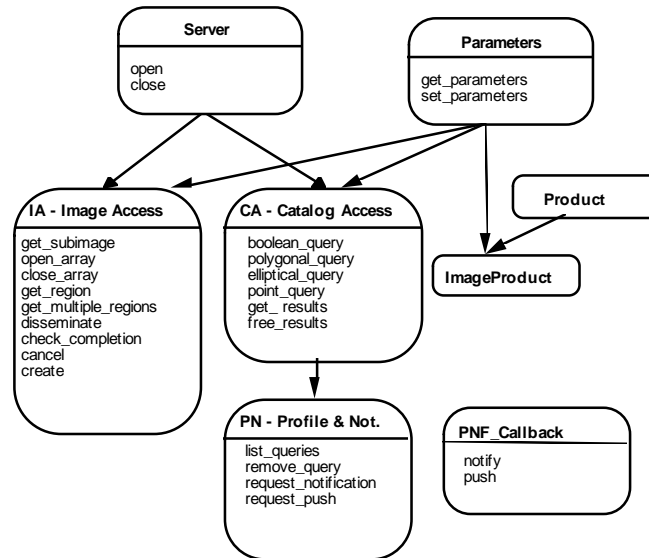 Server
open
close
Parameters
get_parameters
set_parameters
IA - Image Access
get_subimage
open_array
close_array
get_region
get_multiple_regions
disseminate
check_completion
cancel
create
CA - Catalog Access
boolean_query
polygonal_query
elliptical_query
point_query
get_ results
free_results
Product
ImageProduct
PN - Profile & Not.
list_queries
remove_query
request_notification
request_push
PNF_Callback
notify
push